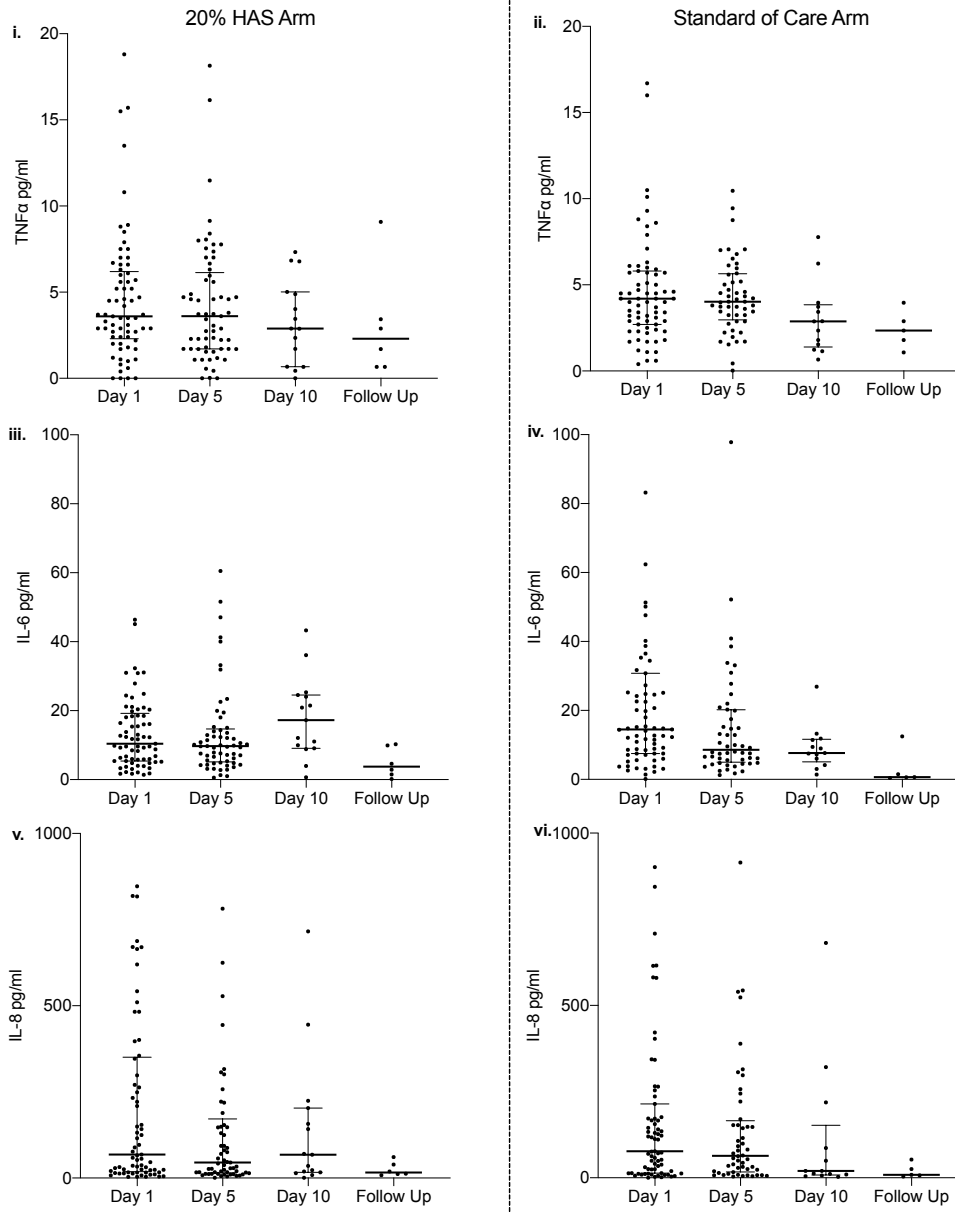 20% HAS Arm
Standard of Care Arm
i.
20
15
10
5
0
TNFα pg/ml
Day 1 Day 5 Day 10 Follow Up
ii.
20
15
10
5
0
TNFα pg/ml
Day 1 Day 5 Day 10 Follow Up
iii.
100
80
60
40
20
0
IL-6 pg/ml
Day 1 Day 5 Day 10 Follow Up
iv.
100
80
60
40
20
0
IL-6 pg/ml
Day 1 Day 5 Day 10 Follow Up
v.
1000
500
0
IL-8 pg/ml
Day 1 Day 5 Day 10 Follow Up
vi.
1000
500
0
IL-8 pg/ml
Day 1 Day 5 Day 10 Follow Up